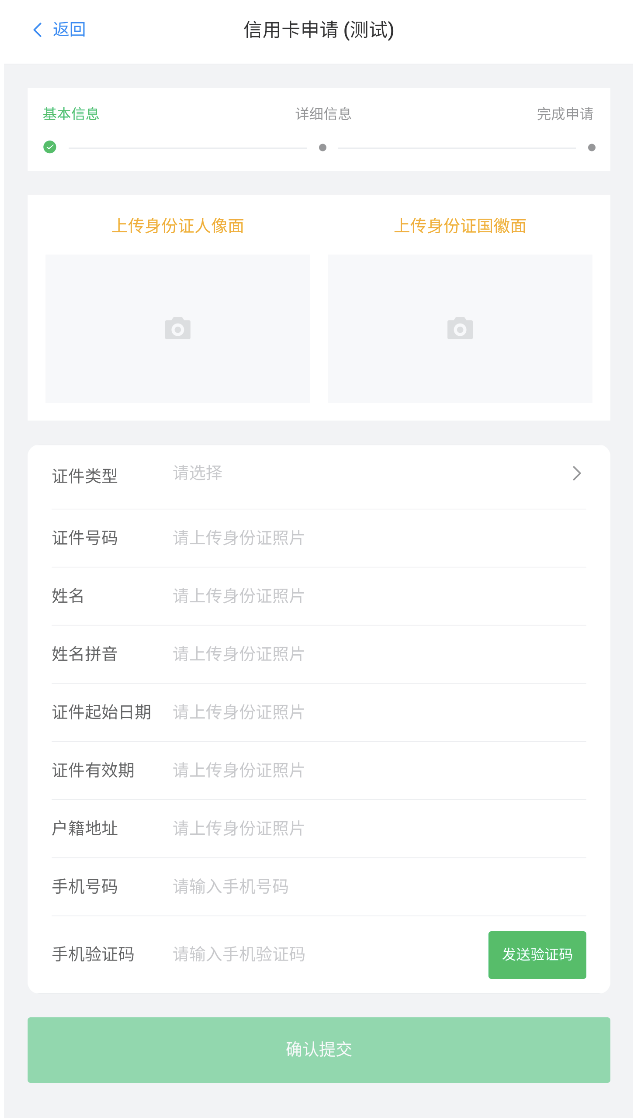 返回
信用卡申请 (测试)
基本信息 详细信息 完成申请
上传身份证人像面 上传身份证国徽面
证件类型 请选择
证件号码 请上传身份证照片
姓名 请上传身份证照片
姓名拼音 请上传身份证照片
证件起始日期 请上传身份证照片
证件有效期 请上传身份证照片
户籍地址 请上传身份证照片
手机号码 请输入手机号码
手机验证码 请输入手机验证码 发送验证码
确认提交